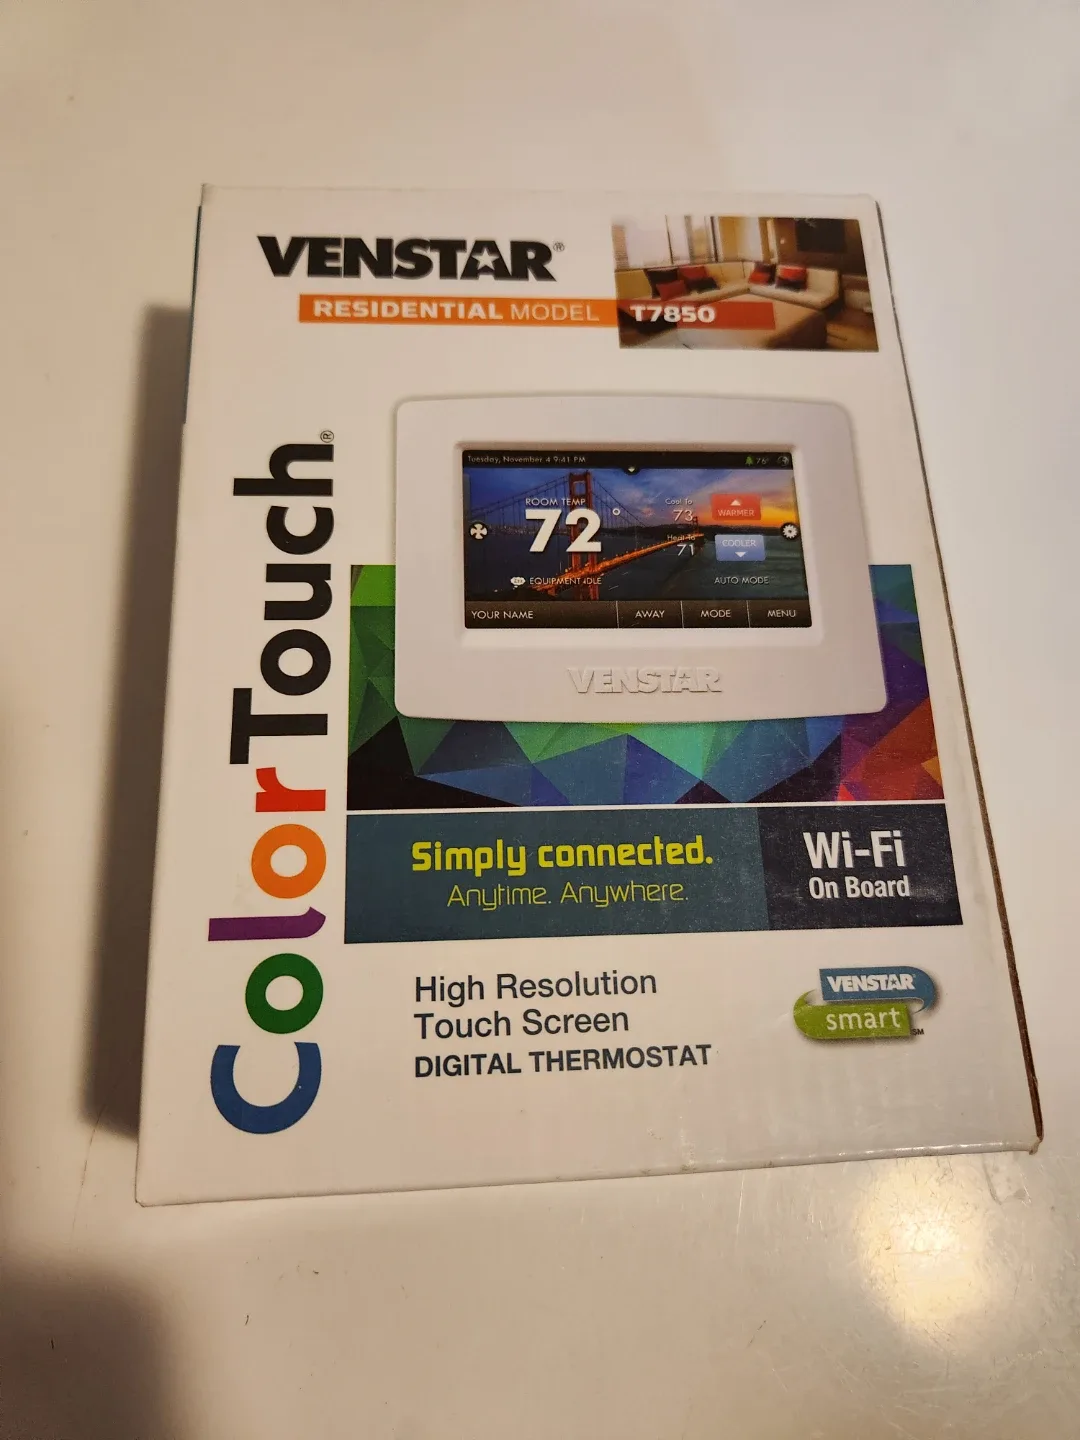 VENSTAR®
RESIDENTIAL MODEL T7850
ColorTouch®
Tuesday, November 4 9:41 PM
76°
ROOM TEMP
72°
Cool To
73
WARMER
Heat To
71
COOLER
EQUIPMENT IDLE
AUTO MODE
YOUR NAME
AWAY
MODE
MENU
VENSTAR
Simply connected.
Anytime. Anywhere.
Wi-Fi
On Board
High Resolution
Touch Screen
DIGITAL THERMOSTAT
VENSTAR®
smart SM